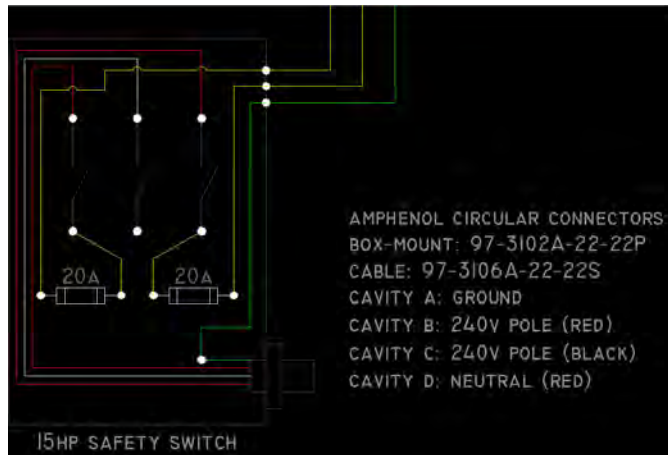 20A 20A
AMPHENOL CIRCULAR CONNECTORS
BOX-MOUNT: 97-3102A-22-22P
CABLE: 97-3106A-22-22S
CAVITY A: GROUND
CAVITY B: 240V POLE (RED)
CAVITY C: 240V POLE (BLACK)
CAVITY D: NEUTRAL (RED)
15HP SAFETY SWITCH